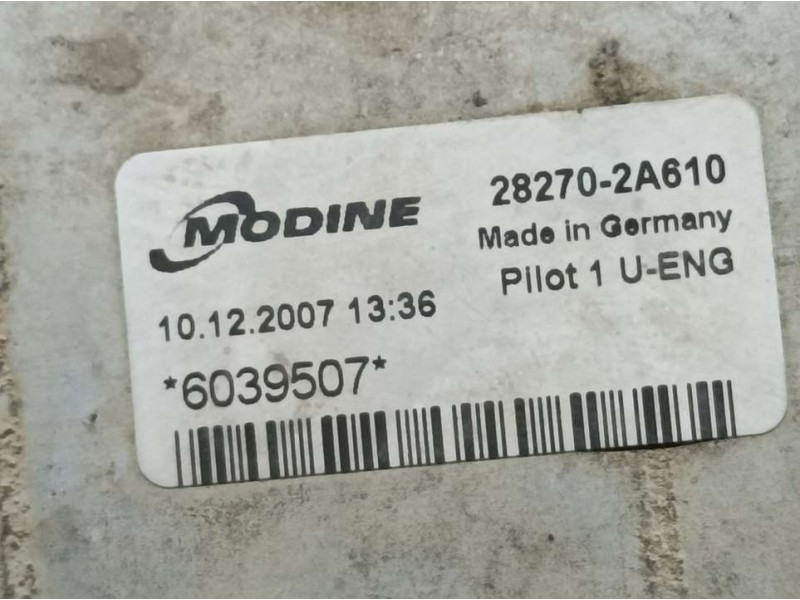 MODINE
28270-2A610
Made in Germany
Pilot 1 U-ENG
10.12.2007 13:36
*6039507*